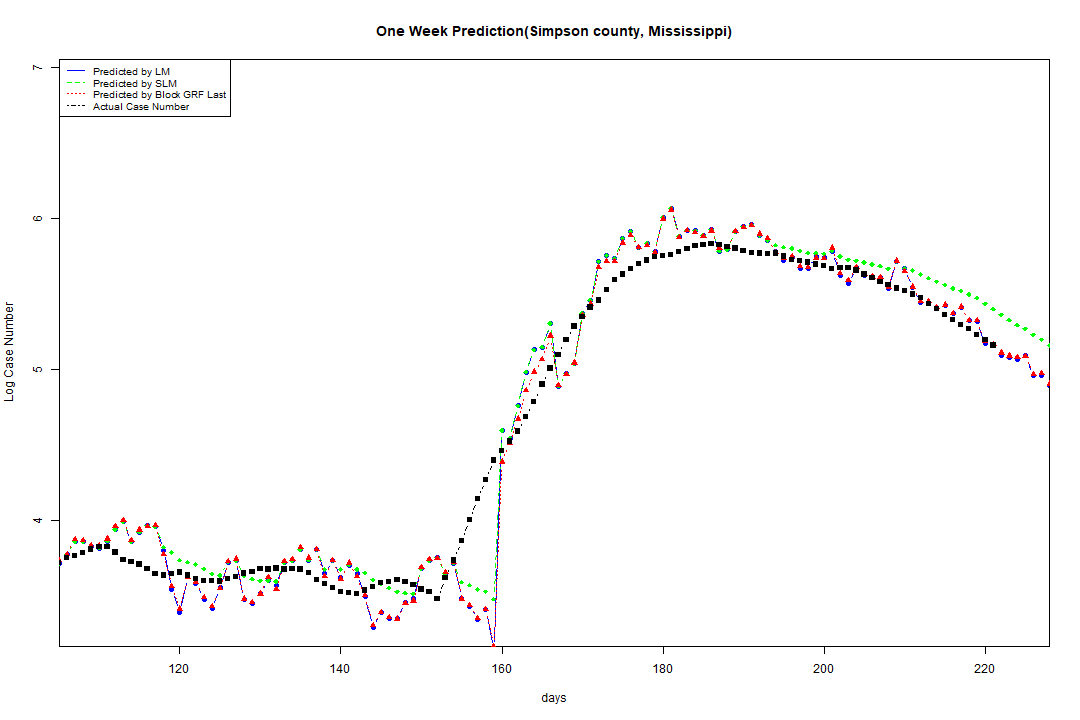 One Week Prediction(Simpson county, Mississippi)
Predicted by LM
Predicted by SLM
Predicted by Block GRF Last
Actual Case Number
7
6
5
4
Log Case Number
120 140 160 180 200 220
days